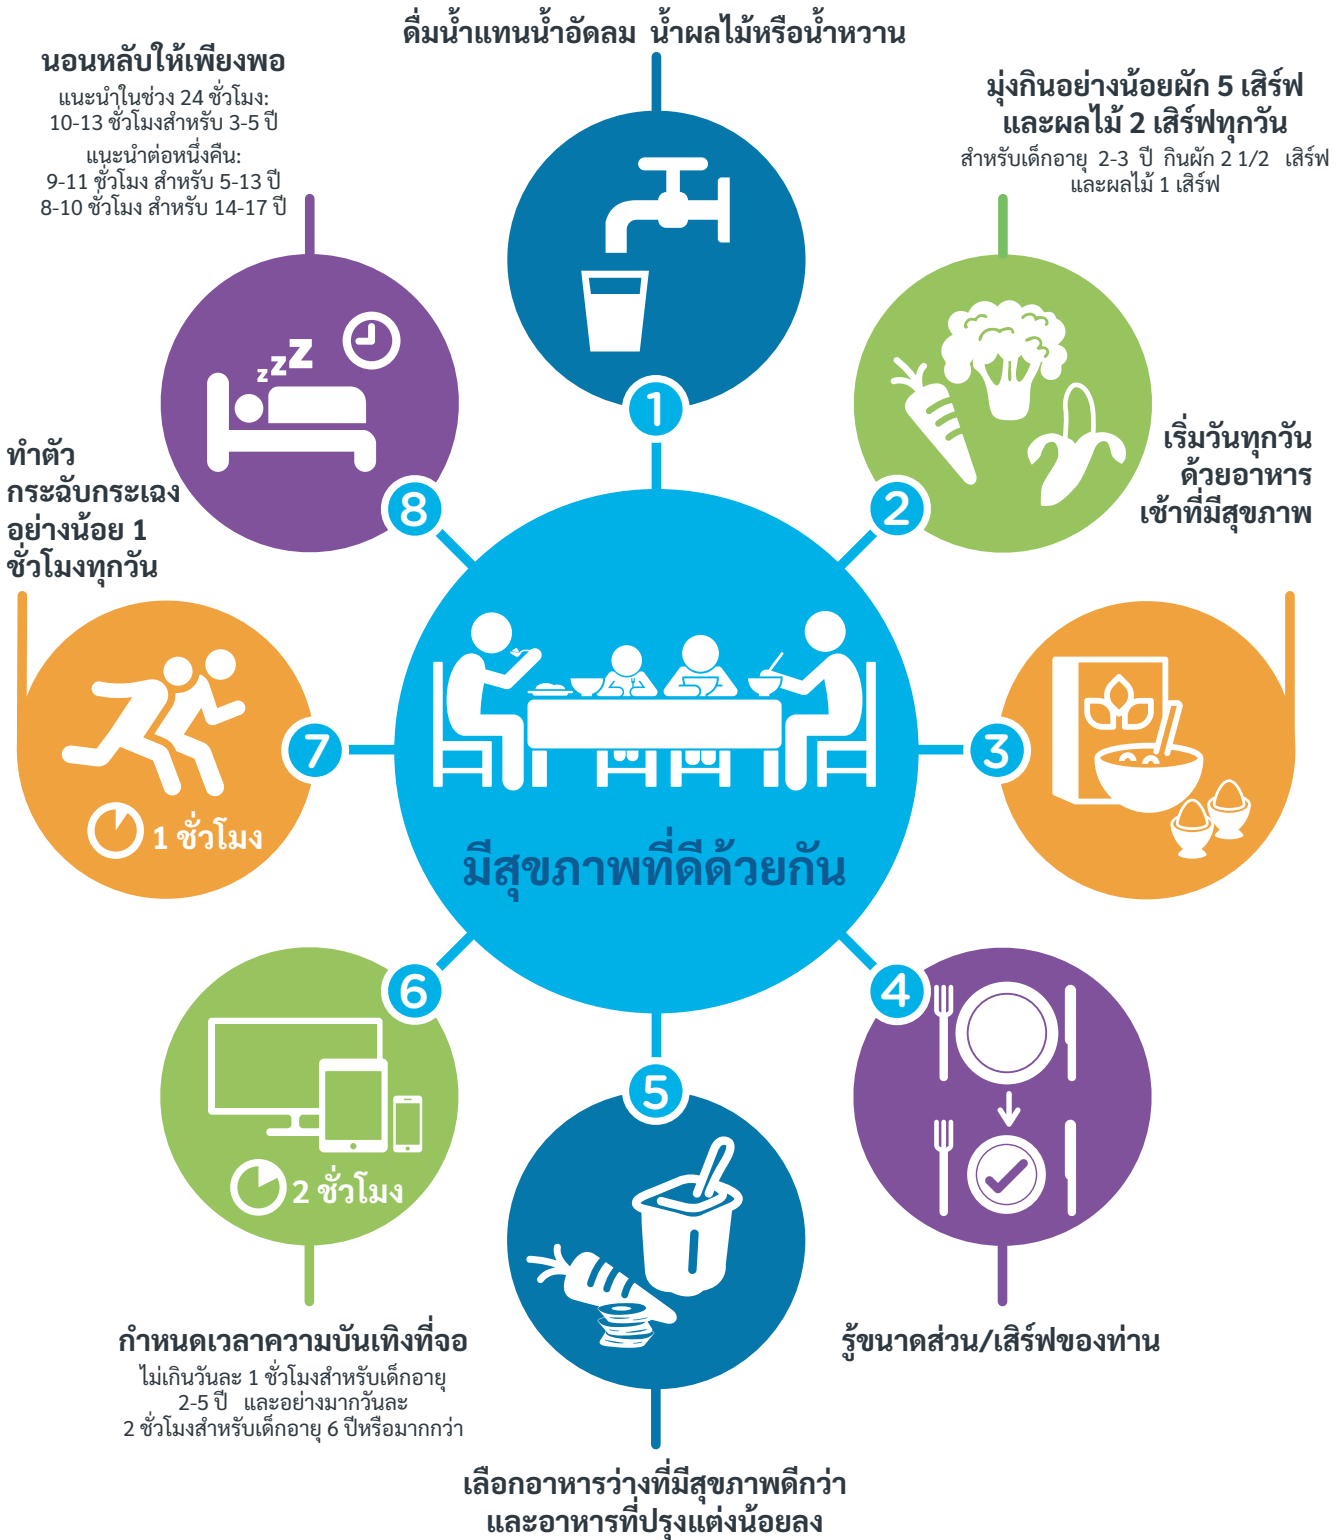 ดื่มน้ำแทนน้ำอัดลม น้ำผลไม้หรือน้ำหวาน
1
มุ่งกินอย่างน้อยผัก 5 เสิร์ฟ
และผลไม้ 2 เสิร์ฟทุกวัน
สำหรับเด็กอายุ 2-3 ปี กินผัก 2 1/2 เสิร์ฟ
และผลไม้ 1 เสิร์ฟ
2
เริ่มวันทุกวัน
ด้วยอาหาร
เช้าที่มีสุขภาพ
3
4
รู้ขนาดส่วน/เสิร์ฟของท่าน
5
เลือกอาหารว่างที่มีสุขภาพดีกว่า
และอาหารที่ปรุงแต่งน้อยลง
6
2 ชั่วโมง
กำหนดเวลาความบันเทิงที่จอ
ไม่เกินวันละ 1 ชั่วโมงสำหรับเด็กอายุ
2-5 ปี และอย่างมากวันละ
2 ชั่วโมงสำหรับเด็กอายุ 6 ปีหรือมากกว่า
ทำตัว
กระฉับกระเฉง
อย่างน้อย 1
ชั่วโมงทุกวัน
7
1 ชั่วโมง
นอนหลับให้เพียงพอ
แนะนำในช่วง 24 ชั่วโมง:
10-13 ชั่วโมงสำหรับ 3-5 ปี
แนะนำต่อหนึ่งคืน:
9-11 ชั่วโมง สำหรับ 5-13 ปี
8-10 ชั่วโมง สำหรับ 14-17 ปี
zzZ
8
มีสุขภาพที่ดีด้วยกัน